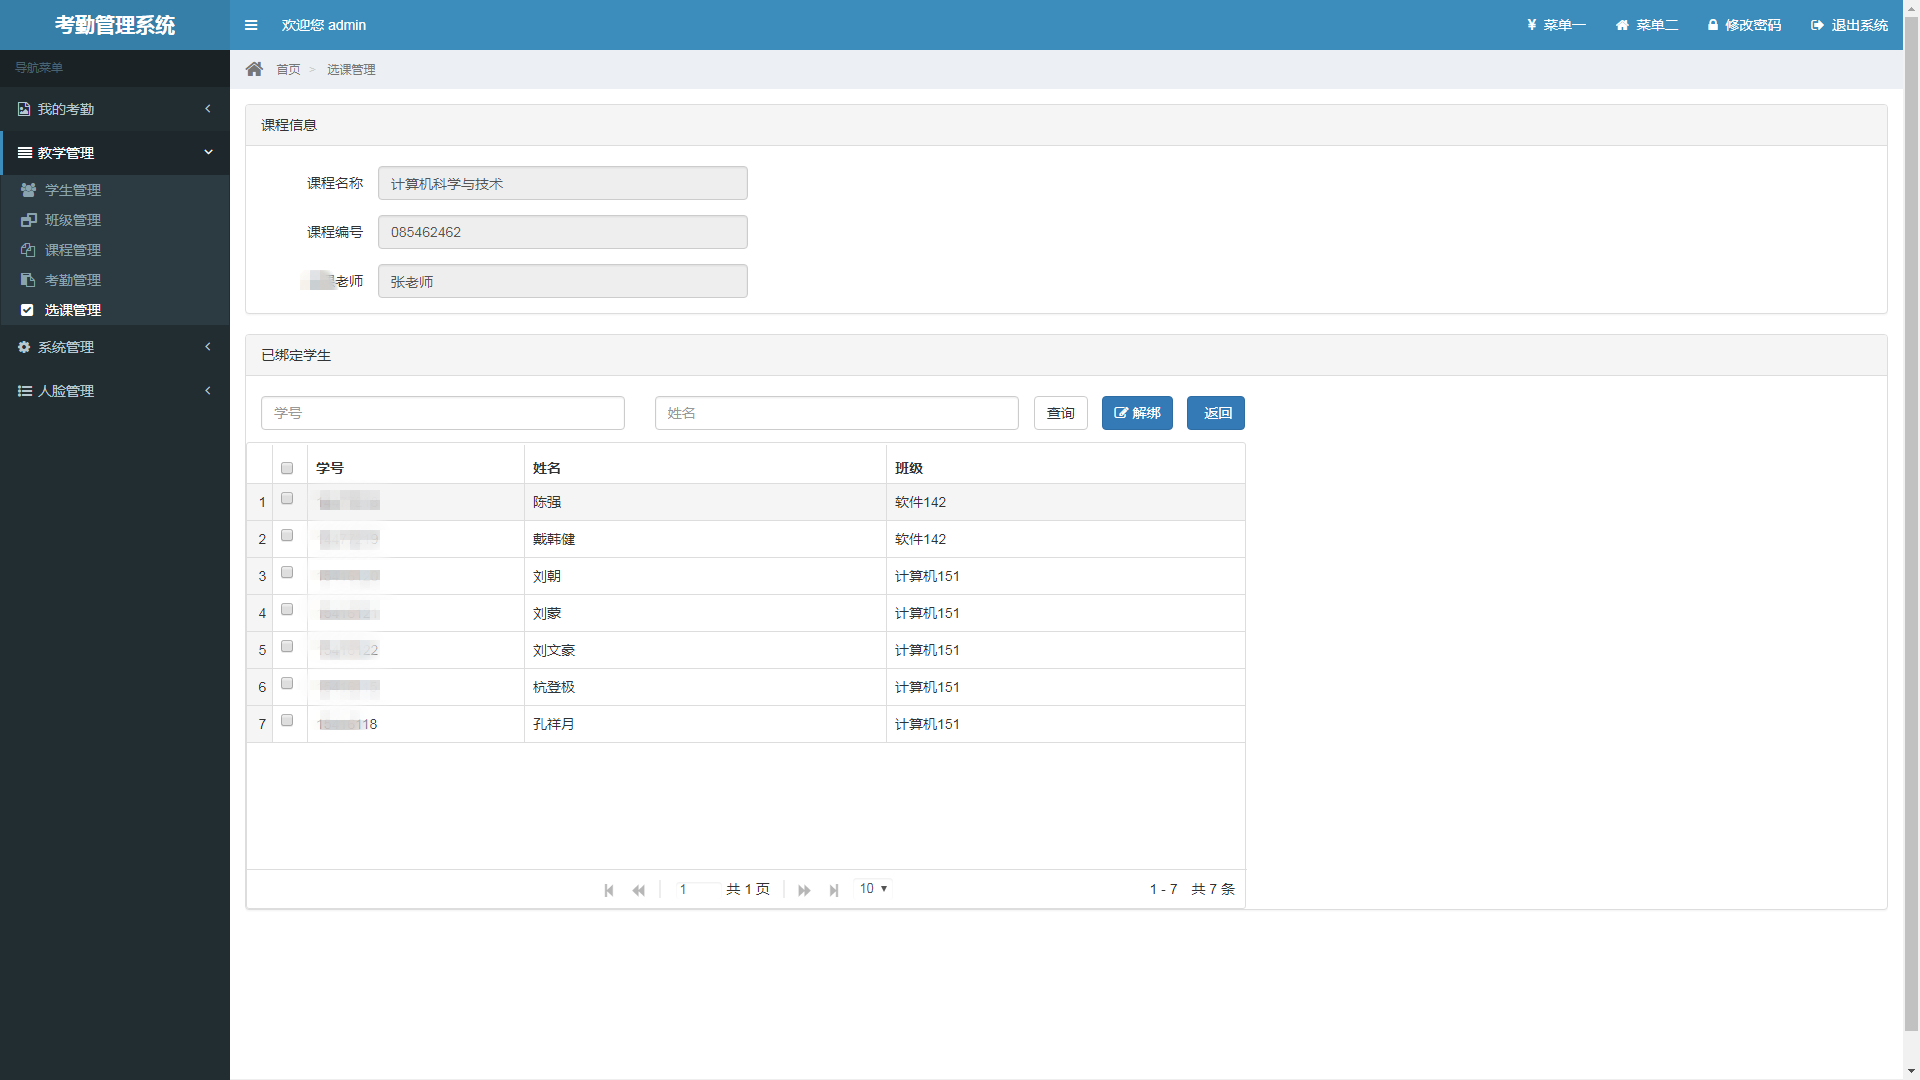 考勤管理系统
欢迎您 admin
菜单一
菜单二
修改密码
退出系统
导航菜单
首页 > 选课管理
我的考勤
教学管理
学生管理
班级管理
课程管理
考勤管理
选课管理
系统管理
人脸管理
课程信息
课程名称 计算机科学与技术
课程编号 085462462
老师 张老师
已绑定学生
学号 姓名 查询 解绑 返回
学号 姓名 班级
1 陈强 软件142
2 戴韩健 软件142
3 刘朝 计算机151
4 刘蒙 计算机151
5 刘文豪 计算机151
6 杭登极 计算机151
7 118 孔祥月 计算机151
1 共 1 页 10 1 - 7 共 7 条